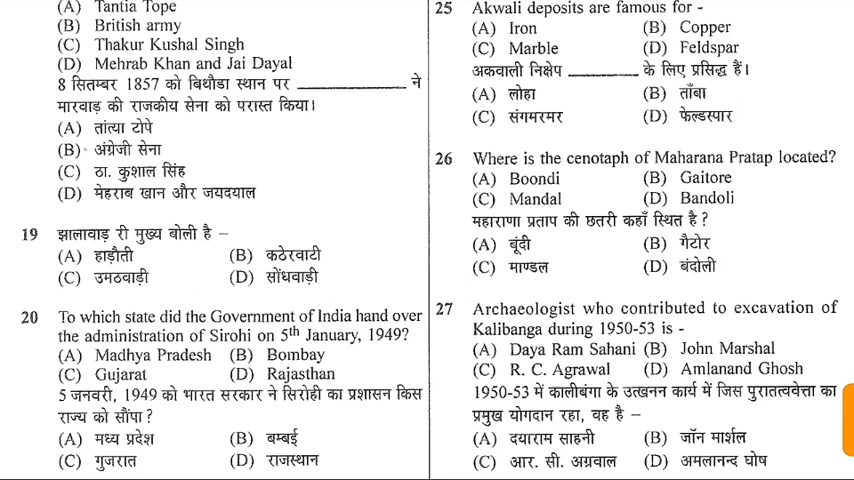 (A) Tantia Tope
(B) British army
(C) Thakur Kushal Singh
(D) Mehrab Khan and Jai Dayal
8 सितम्बर 1857 को बिथौडा स्थान पर ____________ ने
मारवाड़ की राजकीय सेना को परास्त किया।
(A) तांत्या टोपे
(B) अंग्रेजी सेना
(C) ठा. कुशाल सिंह
(D) मेहराब खान और जयदयाल
19 झालावाड़ री मुख्य बोली है –
(A) हाड़ौती (B) कठेरवाटी
(C) उमठवाड़ी (D) सोंधवाड़ी
20 To which state did the Government of India hand over
the administration of Sirohi on 5th January, 1949?
(A) Madhya Pradesh (B) Bombay
(C) Gujarat (D) Rajasthan
5 जनवरी, 1949 को भारत सरकार ने सिरोही का प्रशासन किस
राज्य को सौंपा ?
(A) मध्य प्रदेश (B) बम्बई
(C) गुजरात (D) राजस्थान
25 Akwali deposits are famous for -
(A) Iron (B) Copper
(C) Marble (D) Feldspar
अकवाली निक्षेप ________ के लिए प्रसिद्ध हैं।
(A) लोहा (B) ताँबा
(C) संगमरमर (D) फेल्डस्पार
26 Where is the cenotaph of Maharana Pratap located?
(A) Boondi (B) Gaitore
(C) Mandal (D) Bandoli
महाराणा प्रताप की छतरी कहाँ स्थित है ?
(A) बूंदी (B) गैटोर
(C) माण्डल (D) बंदोली
27 Archaeologist who contributed to excavation of
Kalibanga during 1950-53 is -
(A) Daya Ram Sahani (B) John Marshal
(C) R. C. Agrawal (D) Amlanand Ghosh
1950-53 में कालीबंगा के उत्खनन कार्य में जिस पुरातत्ववेत्ता का
प्रमुख योगदान रहा, वह है –
(A) दयाराम साहनी (B) जॉन मार्शल
(C) आर. सी. अग्रवाल (D) अमलानन्द घोष